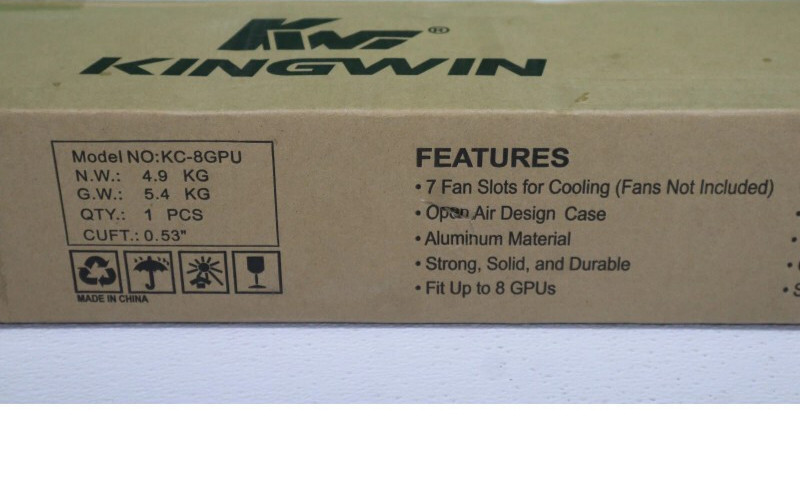 KWINI®
KINGWIN
Model NO:KC-8GPU
N.W.: 4.9 KG
G.W.: 5.4 KG
QTY.: 1 PCS
CUFT.: 0.53"
MADE IN CHINA
FEATURES
• 7 Fan Slots for Cooling (Fans Not Included)
• Open Air Design Case
• Aluminum Material
• Strong, Solid, and Durable
• Fit Up to 8 GPUs